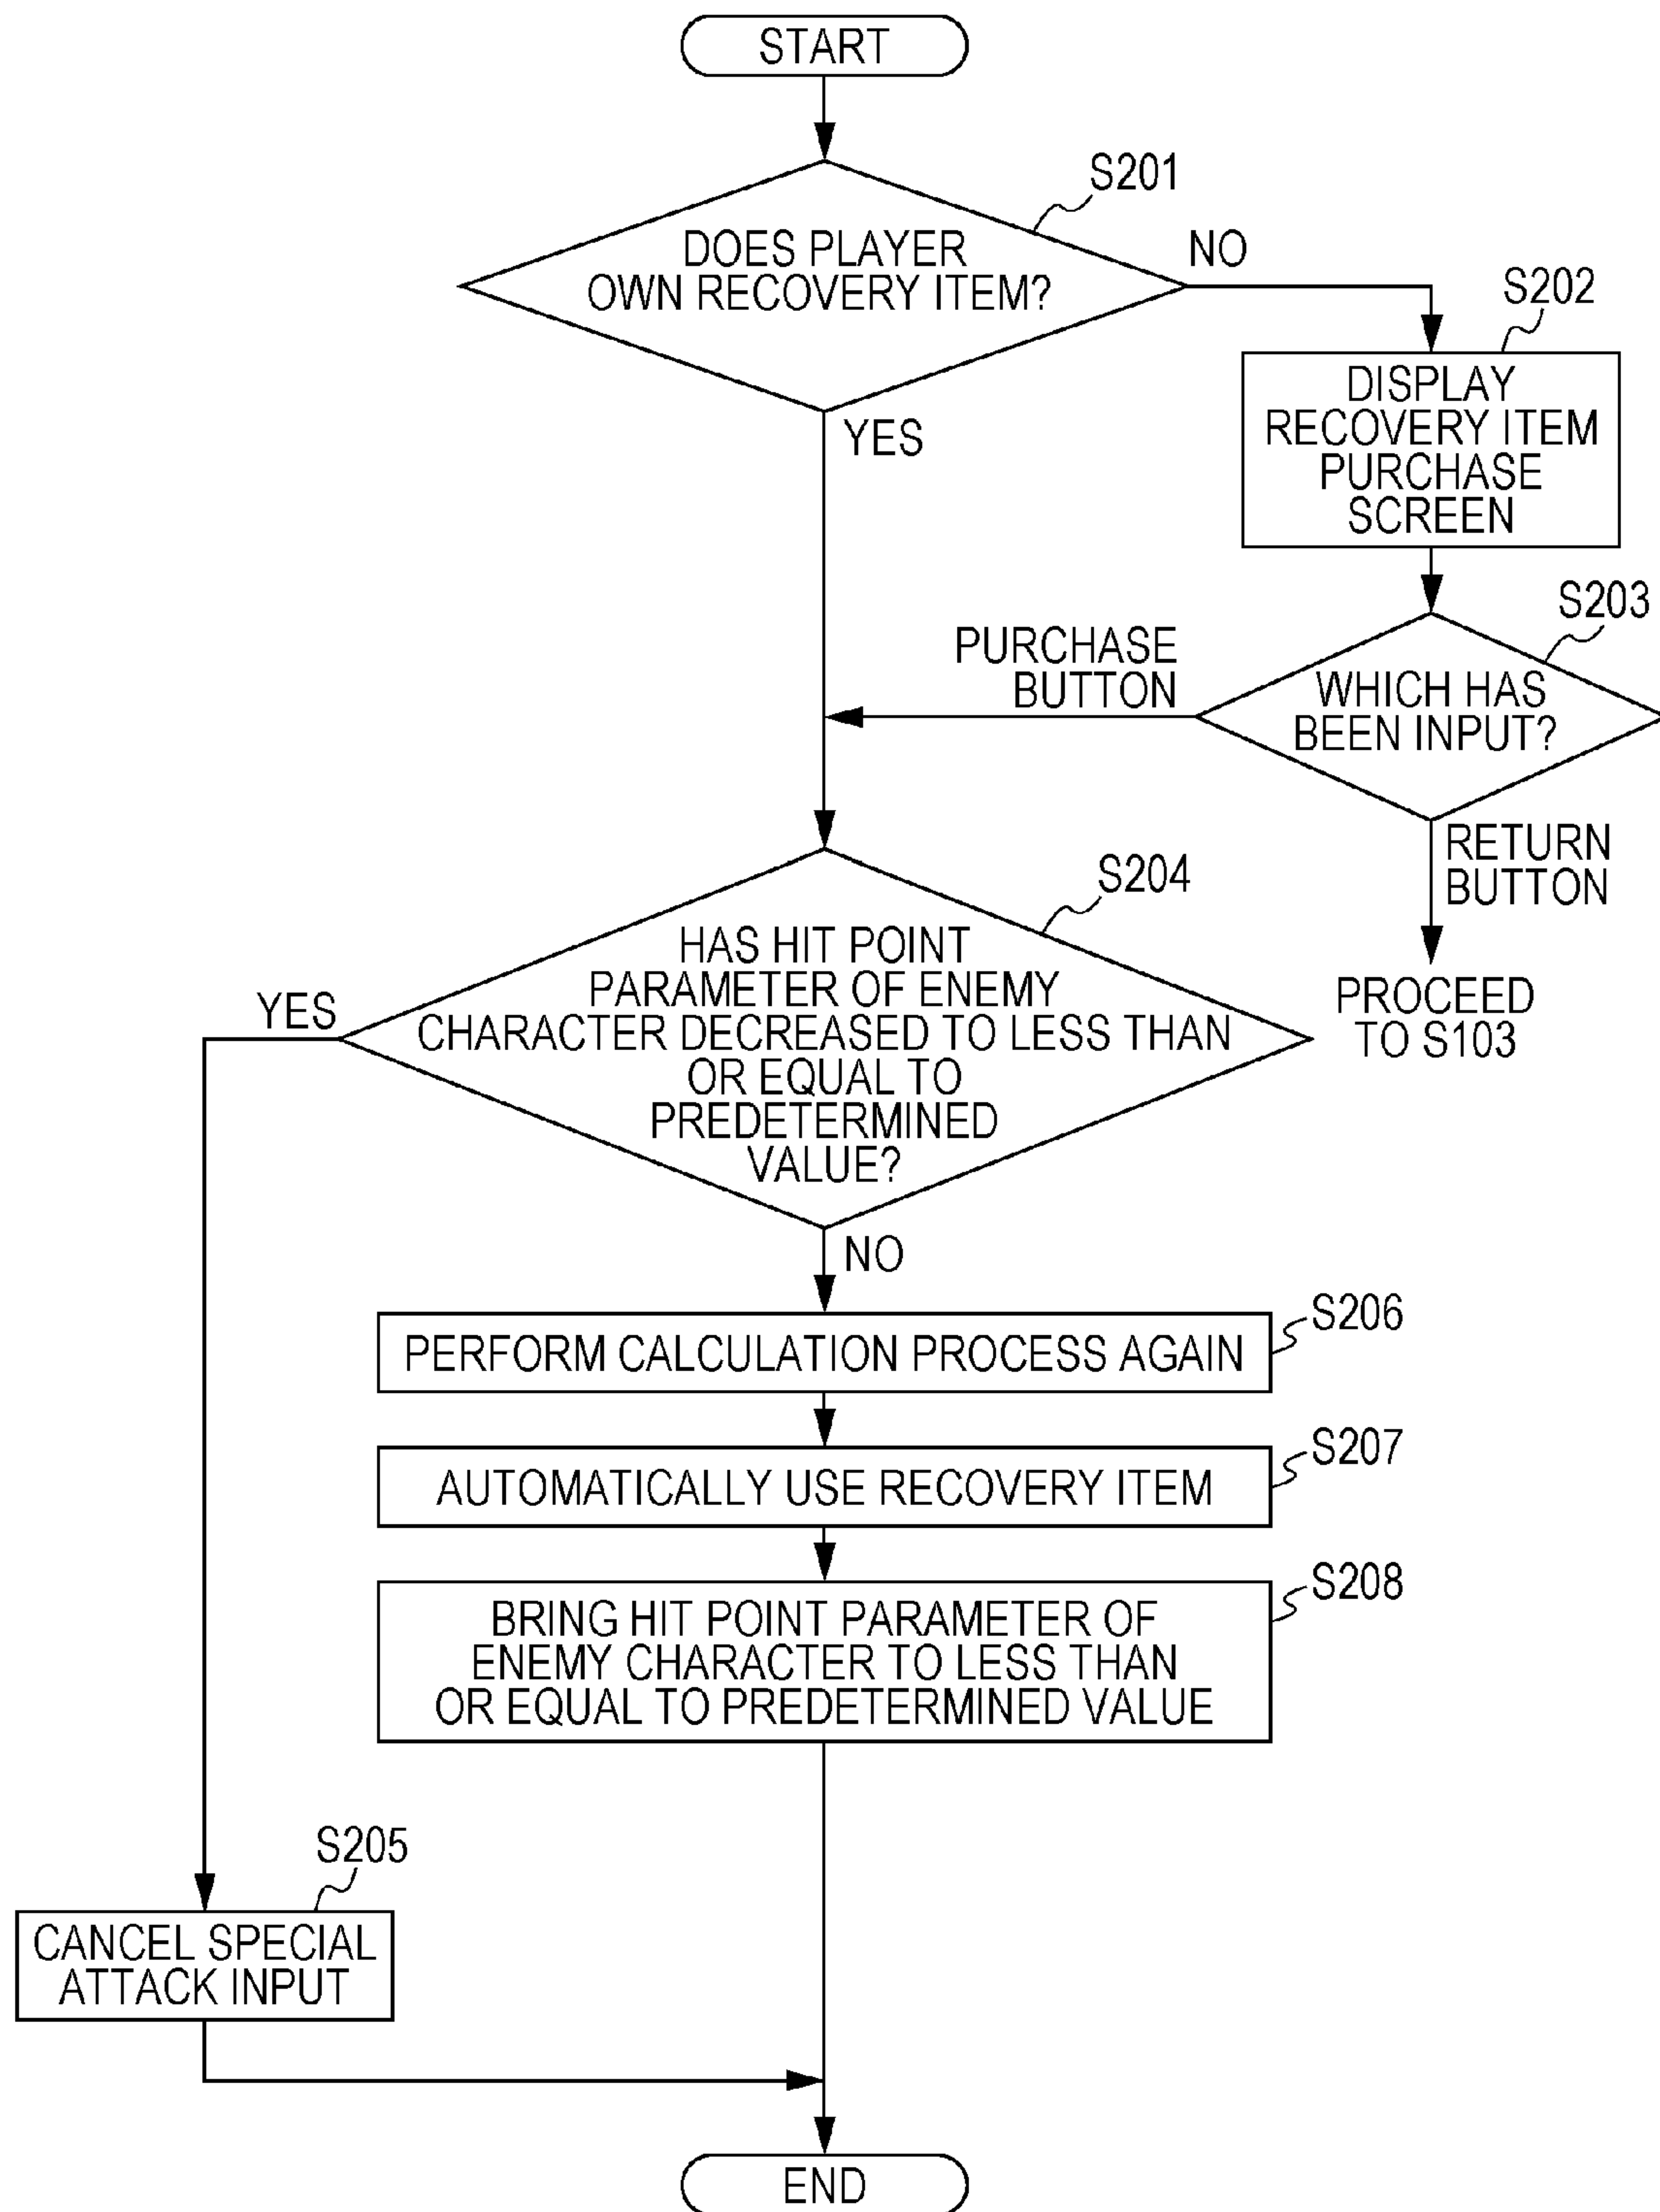 START
S201
DOES PLAYER
OWN RECOVERY ITEM?
NO
YES
S202
DISPLAY
RECOVERY ITEM
PURCHASE
SCREEN
S203
WHICH HAS
BEEN INPUT?
PURCHASE
BUTTON
RETURN
BUTTON
PROCEED
TO S103
S204
HAS HIT POINT
PARAMETER OF ENEMY
CHARACTER DECREASED TO LESS THAN
OR EQUAL TO
PREDETERMINED
VALUE?
YES
NO
S206
PERFORM CALCULATION PROCESS AGAIN
S207
AUTOMATICALLY USE RECOVERY ITEM
S208
BRING HIT POINT PARAMETER OF
ENEMY CHARACTER TO LESS THAN
OR EQUAL TO PREDETERMINED VALUE
S205
CANCEL SPECIAL
ATTACK INPUT
END